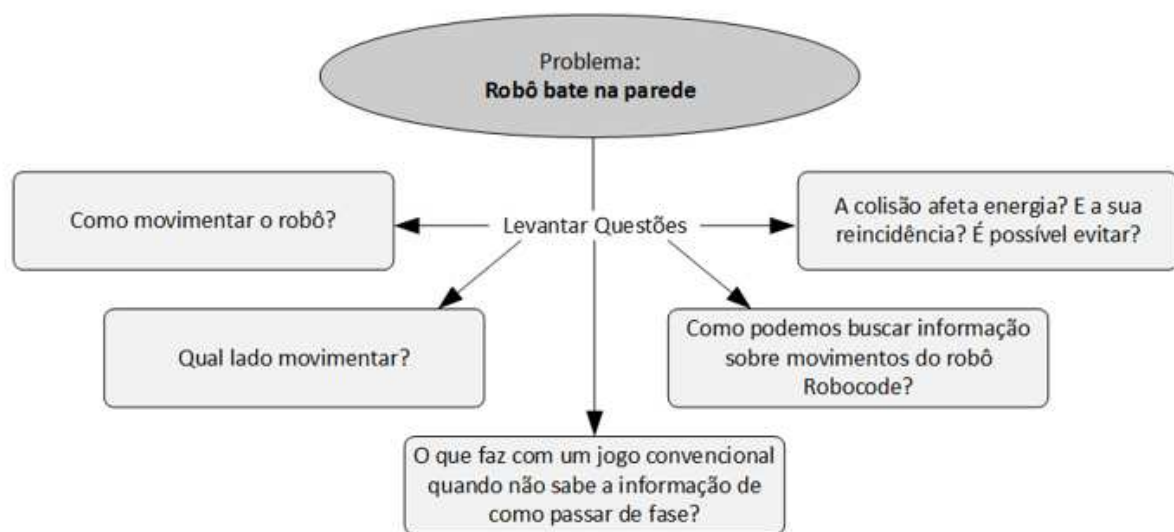 Problema:
Robô bate na parede
Como movimentar o robô?
Levantar Questões
A colisão afeta energia? E a sua
reincidência? É possível evitar?
Qual lado movimentar?
Como podemos buscar informação
sobre movimentos do robô
Robocode?
O que faz com um jogo convencional
quando não sabe a informação de
como passar de fase?